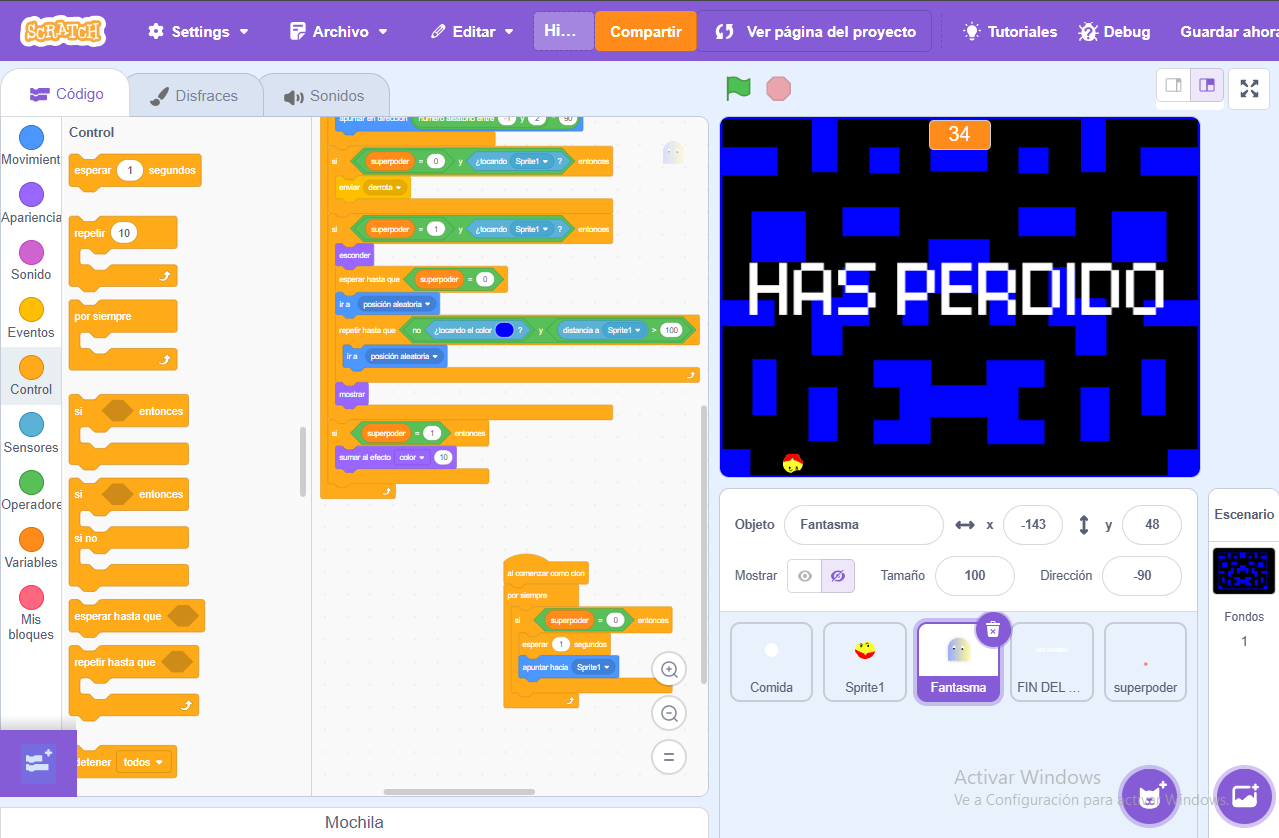 SCRATCH
Settings
Archivo
Editar
Hi...
Compartir
Ver página del proyecto
Tutoriales
Debug
Guardar ahora
Código
Disfraces
Sonidos
Movimient
Apariencia
Sonido
Eventos
Control
Sensores
Operadore
Variables
Mis
bloques
Control
esperar 1 segundos
repetir 10
por siempre
si entonces
si entonces
si no
esperar hasta que
repetir hasta que
detener todos
apuntar en dirección número aleatorio entre -1 y 2 * 90
si superpoder = 0 y ¿tocando Sprite1 ? entonces
enviar derrota
si superpoder = 1 y ¿tocando Sprite1 ? entonces
esconder
esperar hasta que superpoder = 0
ir a posición aleatoria
repetir hasta que no ¿tocando el color ? y distancia a Sprite1 > 100
ir a posición aleatoria
mostrar
si superpoder = 1 entonces
sumar al efecto color 10
al comenzar como clon
por siempre
si superpoder = 0 entonces
esperar 1 segundos
apuntar hacia Sprite1
Mochila
34
HAS PERDIDO
Objeto Fantasma x -143 y 48
Mostrar Tamaño 100 Dirección -90
Comida
Sprite1
Fantasma
FIN DEL ...
superpoder
Escenario
Fondos
1
Activar Windows
Ve a Configuración para activar Windows.